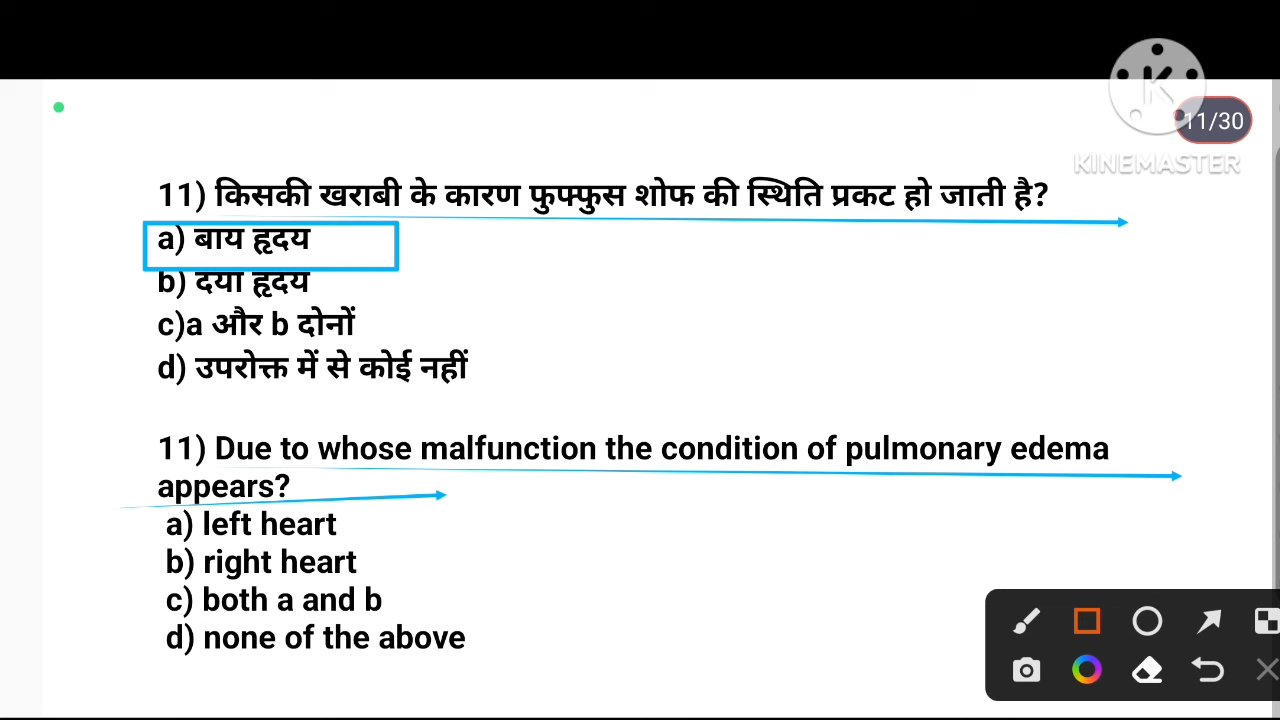 11/30
KINEMASTER
11) किसकी खराबी के कारण फुफ्फुस शोफ की स्थिति प्रकट हो जाती है?
a) बाय हृदय
b) दया हृदय
c)a और b दोनों
d) उपरोक्त में से कोई नहीं
11) Due to whose malfunction the condition of pulmonary edema
appears?
a) left heart
b) right heart
c) both a and b
d) none of the above